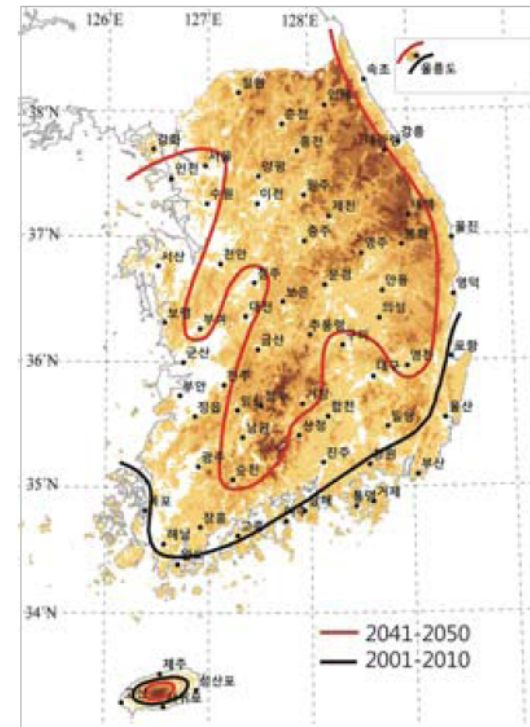 126˚E
127˚E
128˚E
속초
울릉도
철원
인제
38˚N
춘천
강화
홍천
강릉
서울
인천
양평
수원
이천
원주
제천
37˚N
충주
봉화
울진
서산
천안
영주
청주
보은
문경
안동
영덕
보령
부여
대전
의성
추풍령
금산
구미
포항
36˚N
군산
영천
대구
부안
전주
거창
정읍
합천
밀양
울산
남원
산청
광주
순천
진주
부산
35˚N
목포
통영
거제
장흥
고흥
해남
34˚N
2041-2050
2001-2010
제주
성산포